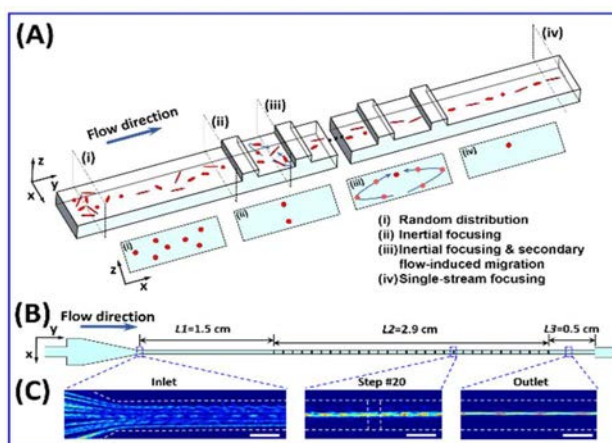 (A)
(iv)
(iii)
(ii)
Flow direction
(i)
z
y
x
(iv)
(iii)
(ii)
(i)
z
x
(i) Random distribution
(ii) Inertial focusing
(iii) Inertial focusing & secondary
flow-induced migration
(iv) Single-stream focusing
(B)
Flow direction
y
x
L1=1.5 cm
L2=2.9 cm
L3=0.5 cm
(C)
Inlet
Step #20
Outlet